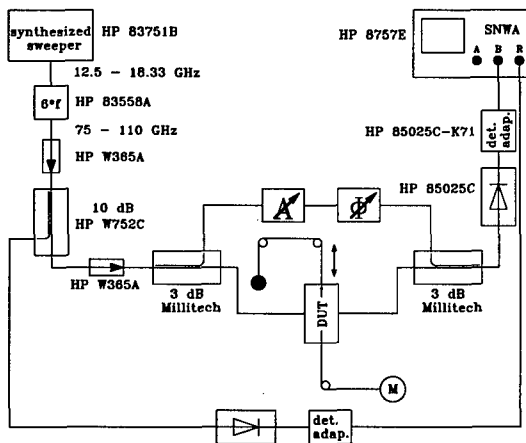 synthesized
sweeper
HP 83751B
12.5 – 18.33 GHz
6*f
HP 83558A
75 – 110 GHz
HP W365A
10 dB
HP W752C
HP W365A
3 dB
Millitech
A
Φ
DUT
M
3 dB
Millitech
HP 8757E
SNWA
A B R
det.
adap.
HP 85025C-K71
HP 85025C
det.
adap.